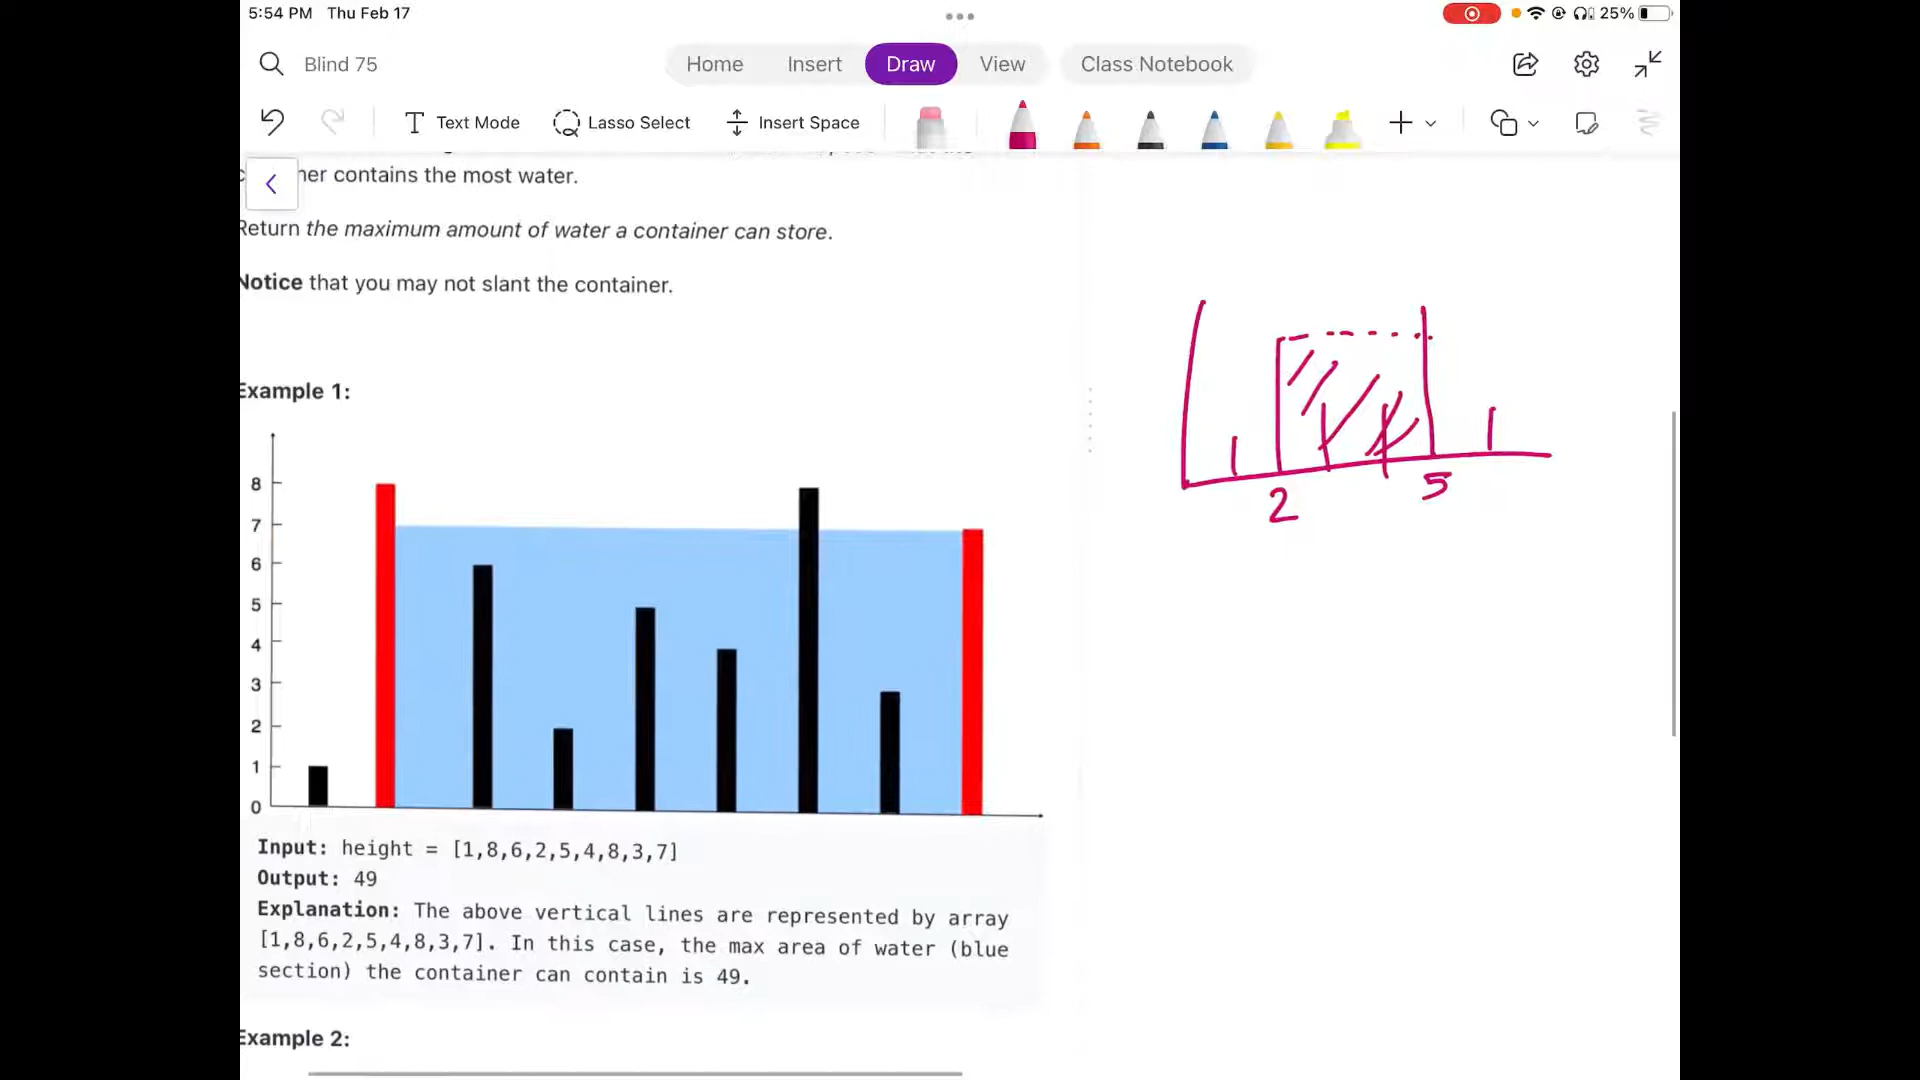 5:54 PM Thu Feb 17
25%
Blind 75
Home Insert Draw View Class Notebook
Text Mode Lasso Select Insert Space
ner contains the most water.
Return the maximum amount of water a container can store.
Notice that you may not slant the container.
Example 1:
8
7
6
5
4
3
2
1
0
2 5
Input: height = [1,8,6,2,5,4,8,3,7]
Output: 49
Explanation: The above vertical lines are represented by array
[1,8,6,2,5,4,8,3,7]. In this case, the max area of water (blue
section) the container can contain is 49.
Example 2: